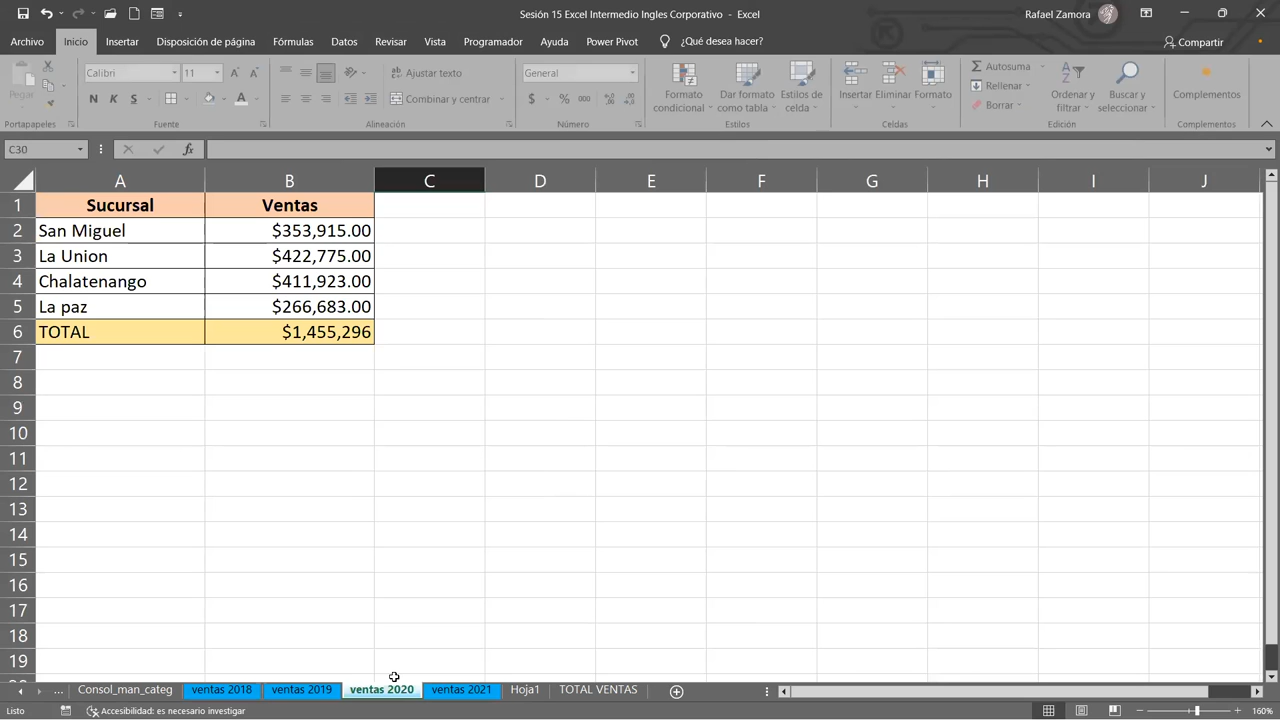 Sesión 15 Excel Intermedio Ingles Corporativo - Excel
Rafael Zamora
Archivo Inicio Insertar Disposición de página Fórmulas Datos Revisar Vista Programador Ayuda Power Pivot ¿Qué desea hacer? Compartir
Pegar
Calibri 11
N K S
Ajustar texto
Combinar y centrar
General
$ % 000
Formato condicional
Dar formato como tabla
Estilos de celda
Insertar Eliminar Formato
Autosuma
Rellenar
Borrar
Ordenar y filtrar
Buscar y seleccionar
Complementos
Portapapeles Fuente Alineación Número Estilos Celdas Edición Complementos
C30 fx
A B C D E F G H I J
1 Sucursal Ventas
2 San Miguel $353,915.00
3 La Union $422,775.00
4 Chalatenango $411,923.00
5 La paz $266,683.00
6 TOTAL $1,455,296
7
8
9
10
11
12
13
14
15
16
17
18
19
... Consol_man_categ ventas 2018 ventas 2019 ventas 2020 ventas 2021 Hoja1 TOTAL VENTAS
Listo Accesibilidad: es necesario investigar 160%